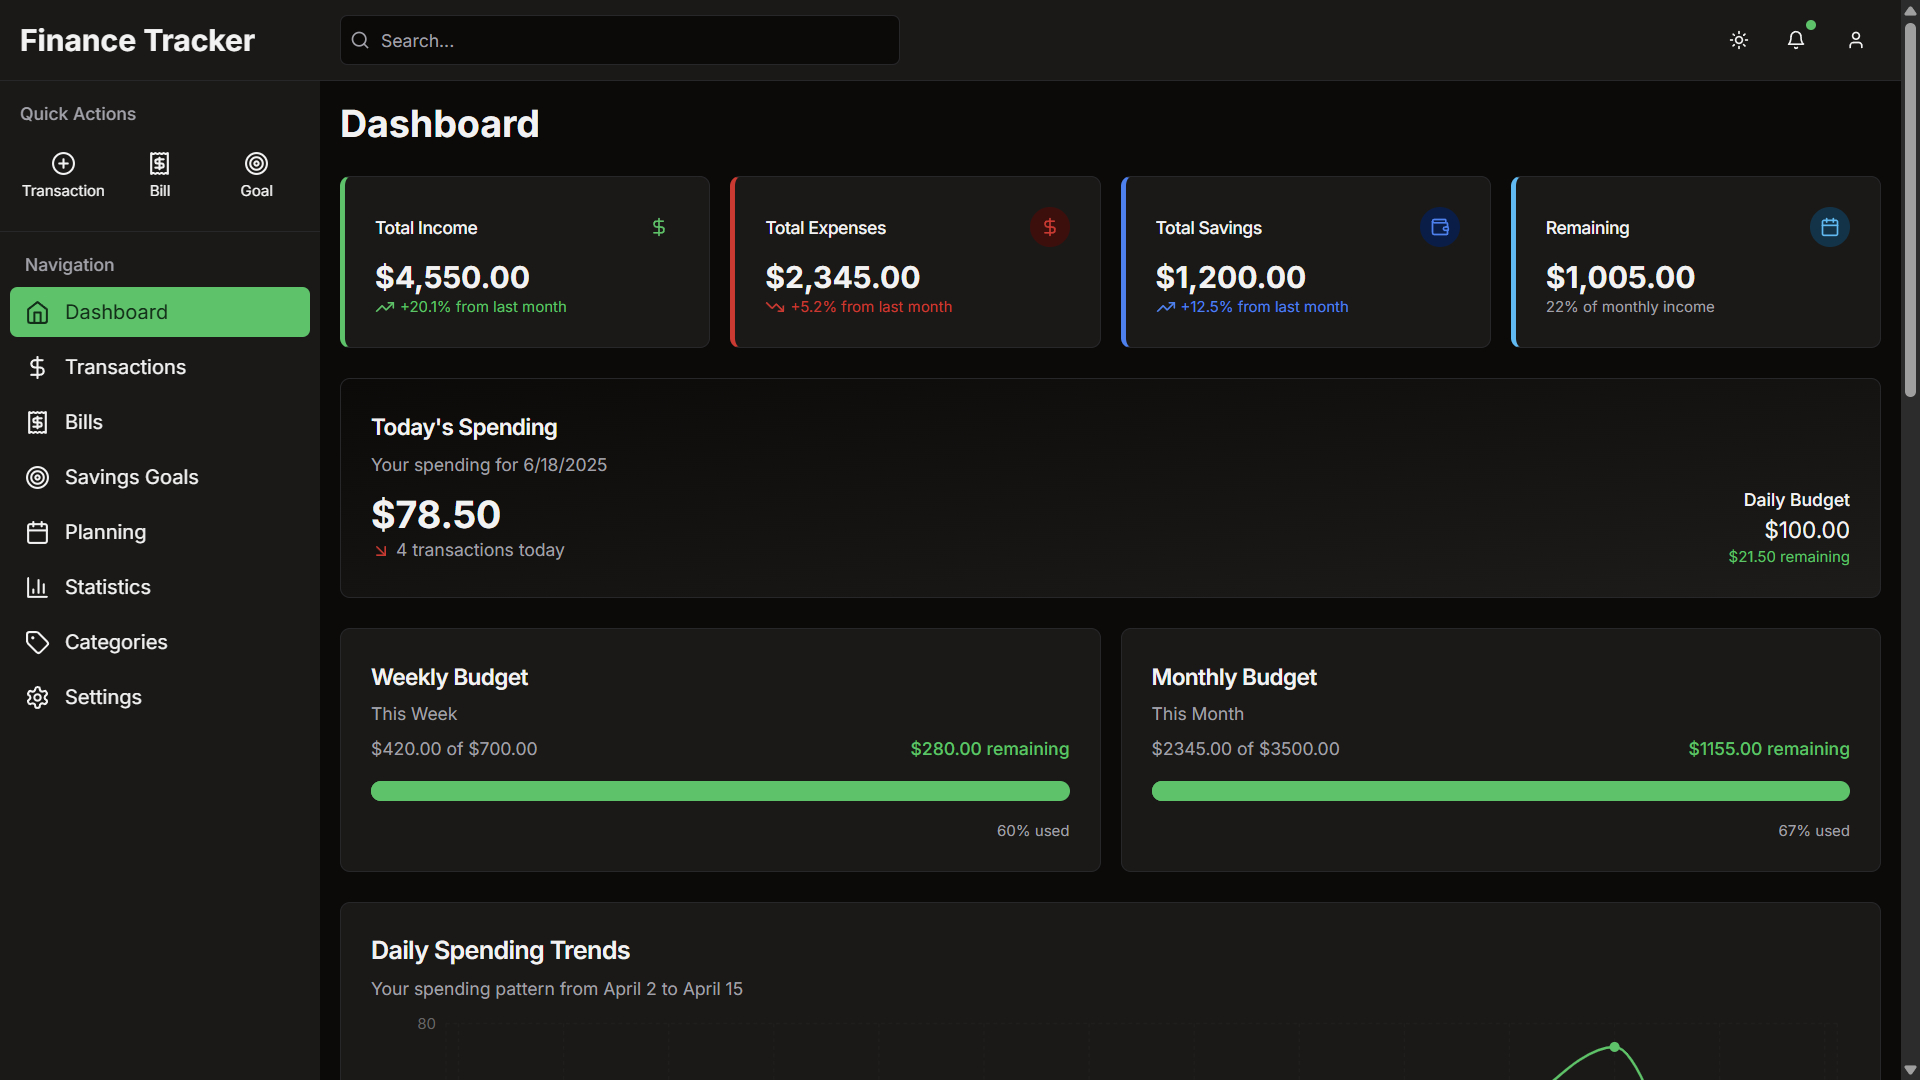 Finance Tracker
Search...
Quick Actions
Transaction
Bill
Goal
Navigation
Dashboard
Transactions
Bills
Savings Goals
Planning
Statistics
Categories
Settings
Dashboard
Total Income
$4,550.00
+20.1% from last month
Total Expenses
$2,345.00
+5.2% from last month
Total Savings
$1,200.00
+12.5% from last month
Remaining
$1,005.00
22% of monthly income
Today's Spending
Your spending for 6/18/2025
$78.50
4 transactions today
Daily Budget
$100.00
$21.50 remaining
Weekly Budget
This Week
$420.00 of $700.00
$280.00 remaining
60% used
Monthly Budget
This Month
$2345.00 of $3500.00
$1155.00 remaining
67% used
Daily Spending Trends
Your spending pattern from April 2 to April 15
80